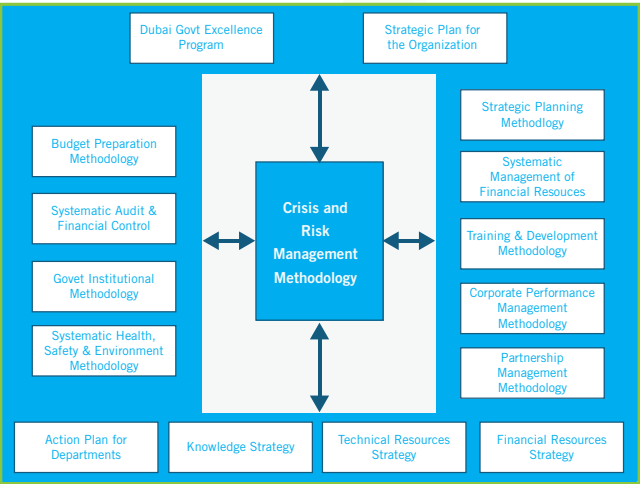 Dubai Govt Excellence
Program
Strategic Plan for
the Organization
Budget Preparation
Methodology
Systematic Audit &
Financial Control
Govet Institutional
Methodology
Systematic Health,
Safety & Environment
Methodology
Crisis and
Risk
Management
Methodology
Strategic Planning
Methodlogy
Systematic
Management of
Financial Resouces
Training & Development
Methodology
Corporate Performance
Management
Methodology
Partnership
Management
Methodology
Action Plan for
Departments
Knowledge Strategy
Technical Resources
Strategy
Financial Resources
Strategy